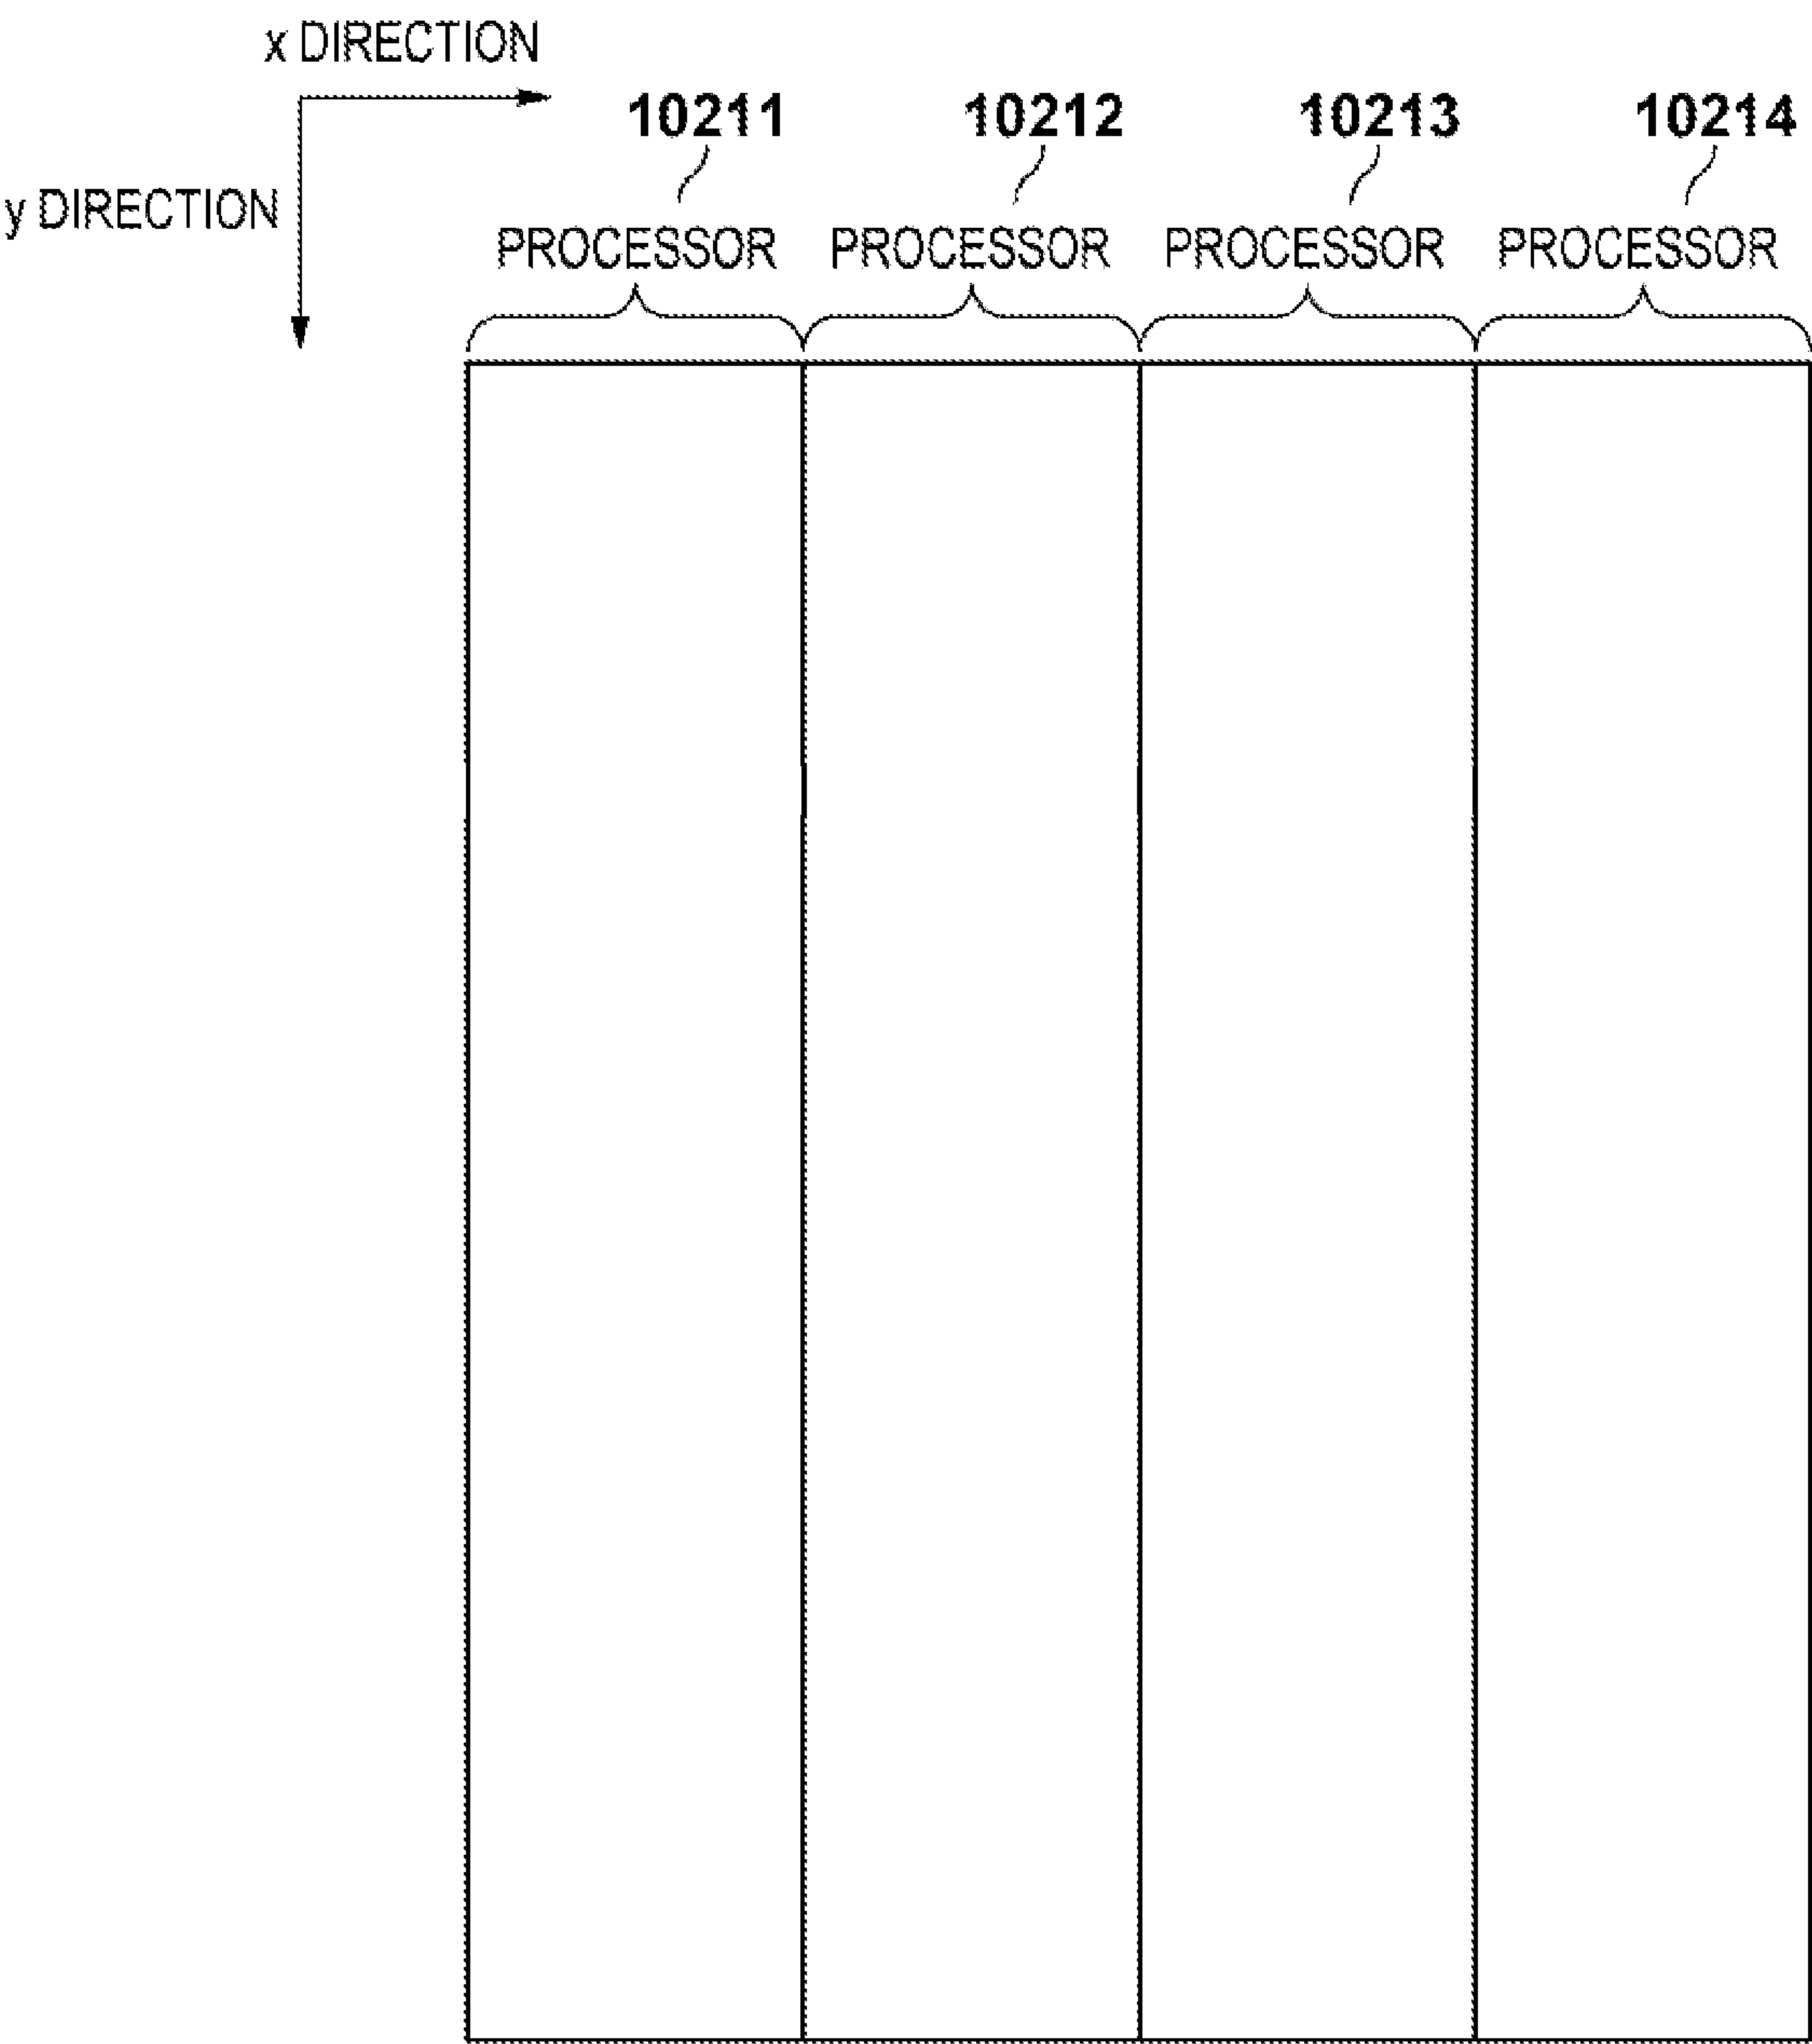 x DIRECTION
10211 10212 10213 10214
y DIRECTION
PROCESSOR PROCESSOR PROCESSOR PROCESSOR